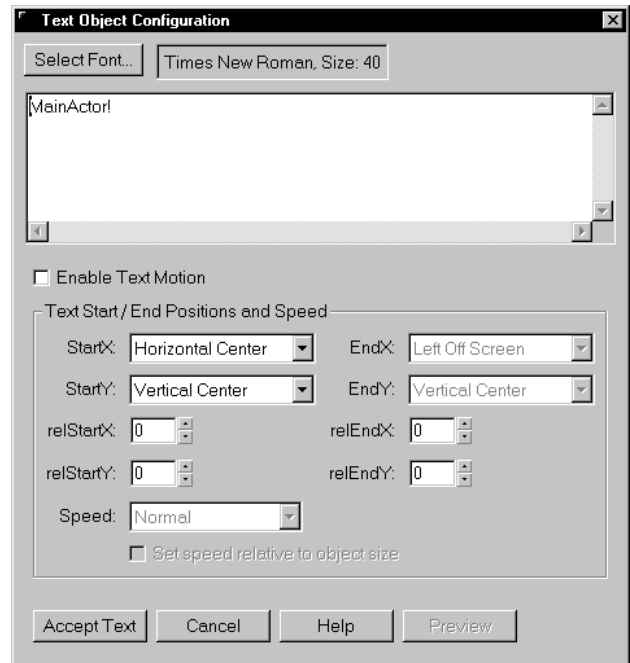 Text Object Configuration
Select Font... Times New Roman, Size: 40
MainActor!
Enable Text Motion
Text Start / End Positions and Speed
StartX: Horizontal Center EndX: Left Off Screen
StartY: Vertical Center EndY: Vertical Center
relStartX: 0 relEndX: 0
relStartY: 0 relEndY: 0
Speed: Normal
Set speed relative to object size
Accept Text Cancel Help Preview